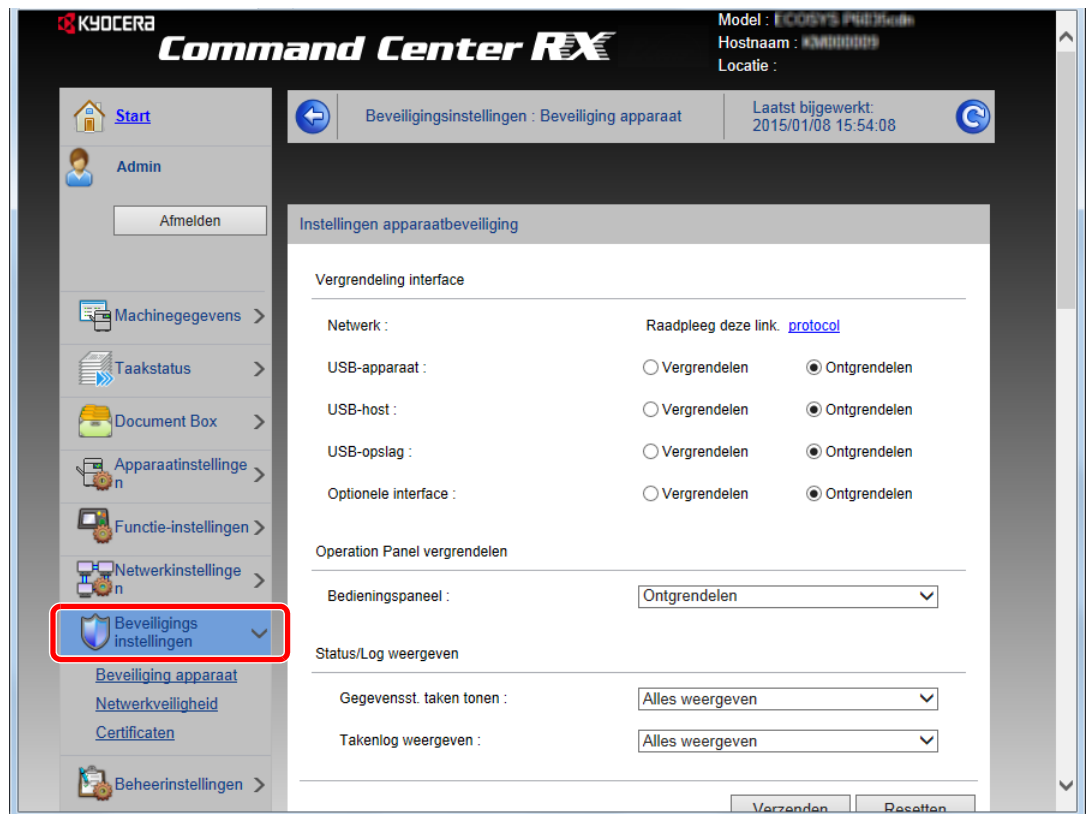 KYOCERA
Command Center RX
Model :
Hostnaam :
Locatie :
Start
Admin
Afmelden
Machinegegevens
Taakstatus
Document Box
Apparaatinstellinge
n
Functie-instellingen
Netwerkinstellinge
n
Beveiligings
instellingen
Beveiliging apparaat
Netwerkveiligheid
Certificaten
Beheerinstellingen
Beveiligingsinstellingen : Beveiliging apparaat
Laatst bijgewerkt:
2015/01/08 15:54:08
Instellingen apparaatbeveiliging
Vergrendeling interface
Netwerk : Raadpleeg deze link. protocol
USB-apparaat : Vergrendelen Ontgrendelen
USB-host : Vergrendelen Ontgrendelen
USB-opslag : Vergrendelen Ontgrendelen
Optionele interface : Vergrendelen Ontgrendelen
Operation Panel vergrendelen
Bedieningspaneel : Ontgrendelen
Status/Log weergeven
Gegevensst. taken tonen : Alles weergeven
Takenlog weergeven : Alles weergeven
Verzenden Resetten